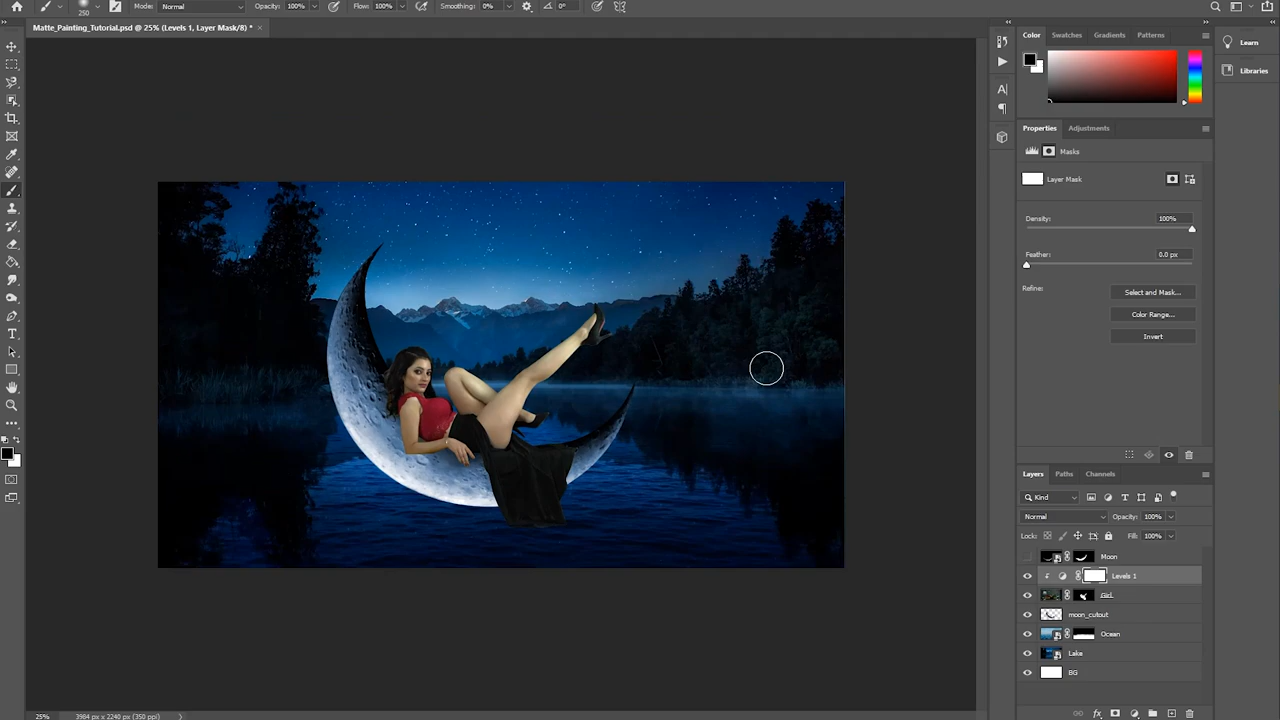 250
Mode: Normal
Opacity: 100%
Flow: 100%
Smoothing: 0%
0°
Matte_Painting_Tutorial.psd @ 25% (Levels 1, Layer Mask/8) *
Color Swatches Gradients Patterns
Learn
Libraries
Properties Adjustments
Masks
Layer Mask
Density: 100%
Feather: 0.0 px
Refine:
Select and Mask...
Color Range...
Invert
Layers Paths Channels
Kind
Normal Opacity: 100%
Lock: Fill: 100%
Moon
Levels 1
Girl
moon_cutout
Ocean
Lake
BG
25% 3984 px x 2240 px (350 ppi)